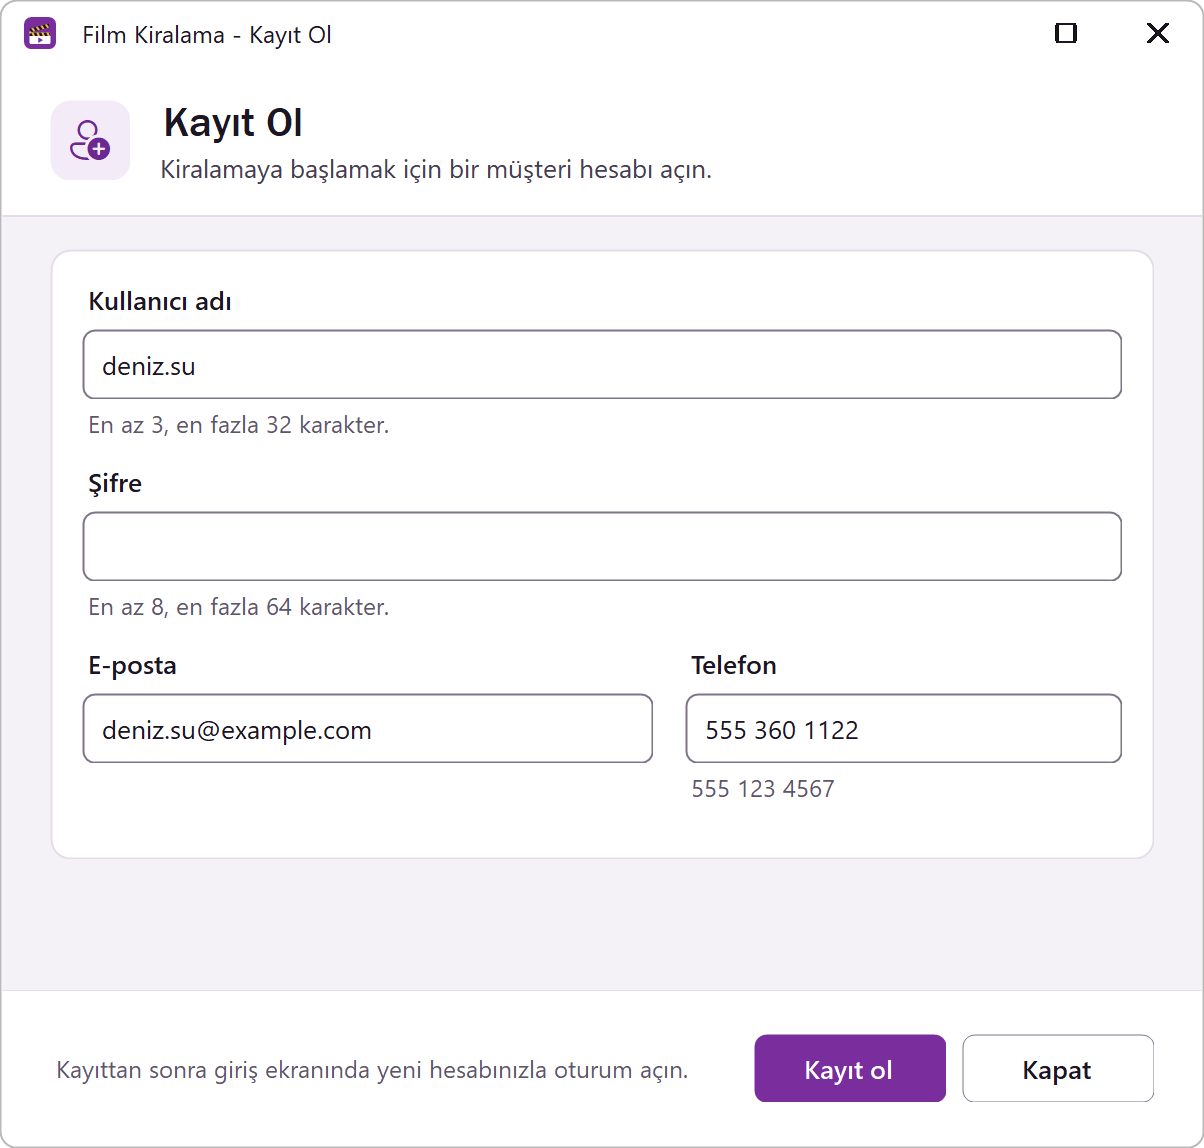 Film Kiralama - Kayıt Ol
Kayıt Ol
Kiralamaya başlamak için bir müşteri hesabı açın.
Kullanıcı adı
deniz.su
En az 3, en fazla 32 karakter.
Şifre
En az 8, en fazla 64 karakter.
E-posta
Telefon
deniz.su@example.com
555 360 1122
555 123 4567
Kayıttan sonra giriş ekranında yeni hesabınızla oturum açın.
Kayıt ol
Kapat